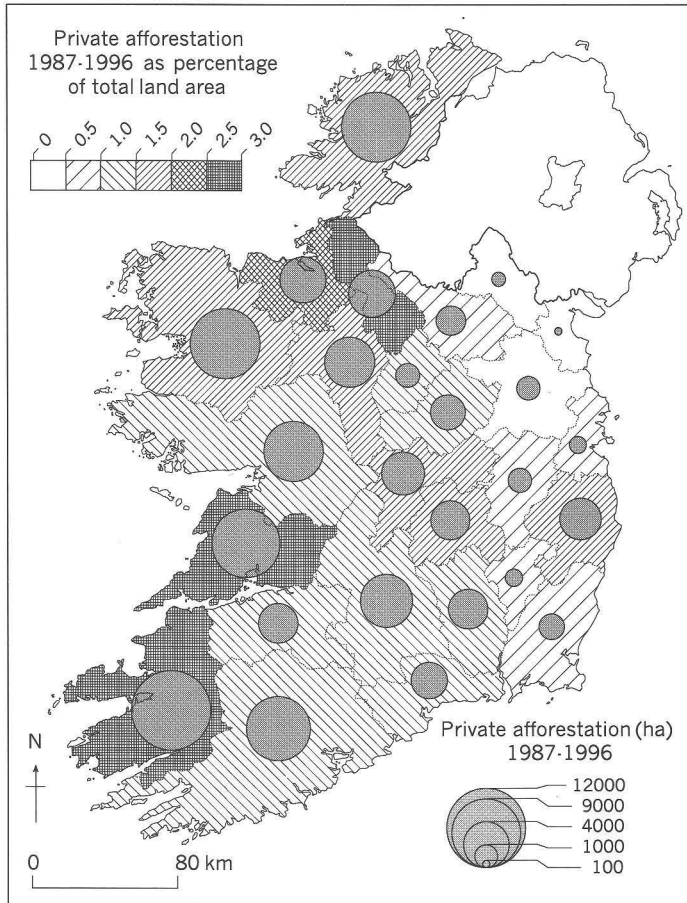 Private afforestation
1987-1996 as percentage
of total land area
0 0.5 1.0 1.5 2.0 2.5 3.0
N
0 80 km
Private afforestation (ha)
1987-1996
12000
9000
4000
1000
100